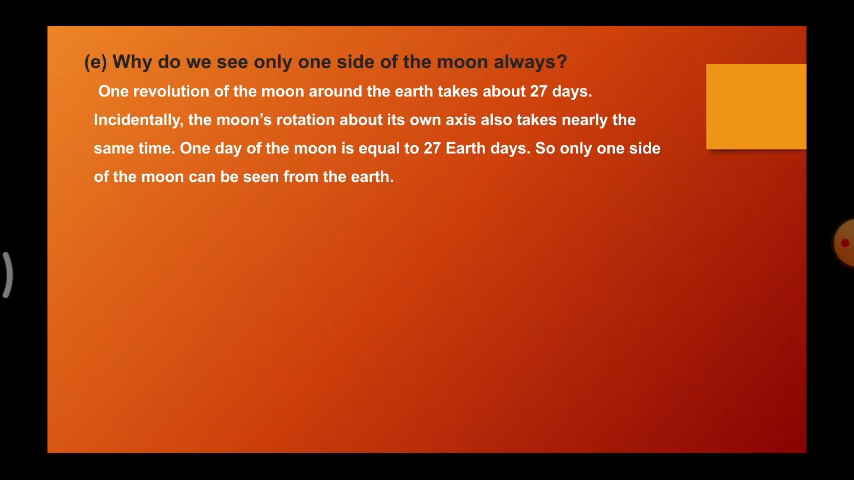 (e) Why do we see only one side of the moon always?
One revolution of the moon around the earth takes about 27 days.
Incidentally, the moon’s rotation about its own axis also takes nearly the
same time. One day of the moon is equal to 27 Earth days. So only one side
of the moon can be seen from the earth.